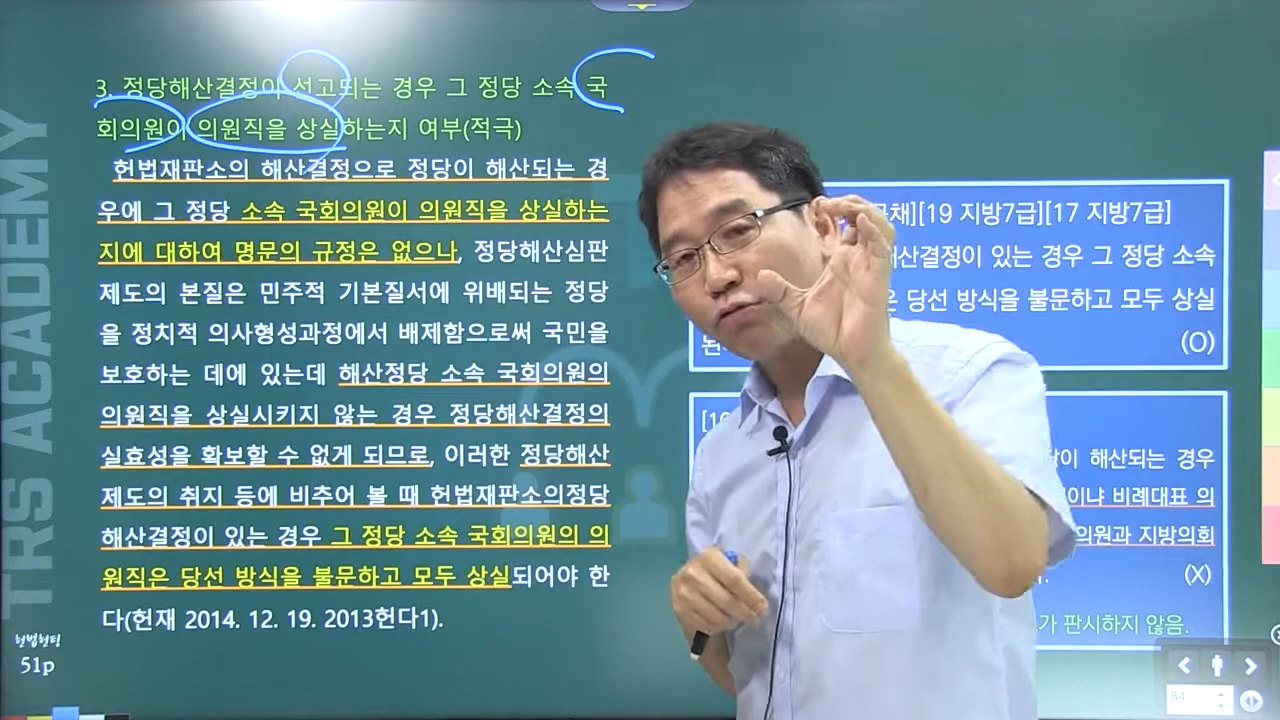 3. 정당해산결정이 선고되는 경우 그 정당 소속 국
회의원이 의원직을 상실하는지 여부(적극)
헌법재판소의 해산결정으로 정당이 해산되는 경
우에 그 정당 소속 국회의원이 의원직을 상실하는
지에 대하여 명문의 규정은 없으나, 정당해산심판
제도의 본질은 민주적 기본질서에 위배되는 정당
을 정치적 의사형성과정에서 배제함으로써 국민을
보호하는 데에 있는데 해산정당 소속 국회의원의
의원직을 상실시키지 않는 경우 정당해산결정의
실효성을 확보할 수 없게 되므로, 이러한 정당해산
제도의 취지 등에 비추어 볼 때 헌법재판소의정당
해산결정이 있는 경우 그 정당 소속 국회의원의 의
원직은 당선 방식을 불문하고 모두 상실되어야 한
다(헌재 2014. 12. 19. 2013헌다1).
[19 지방7급][17 지방7급]
있는 경우 그 정당 소속
당선 방식을 불문하고 모두 상실
(O)
해산되는 경우
비례대표 의
지방의회
(X)
판시하지 않음.
TRS ACADEMY
헌법헌팅
51p
84